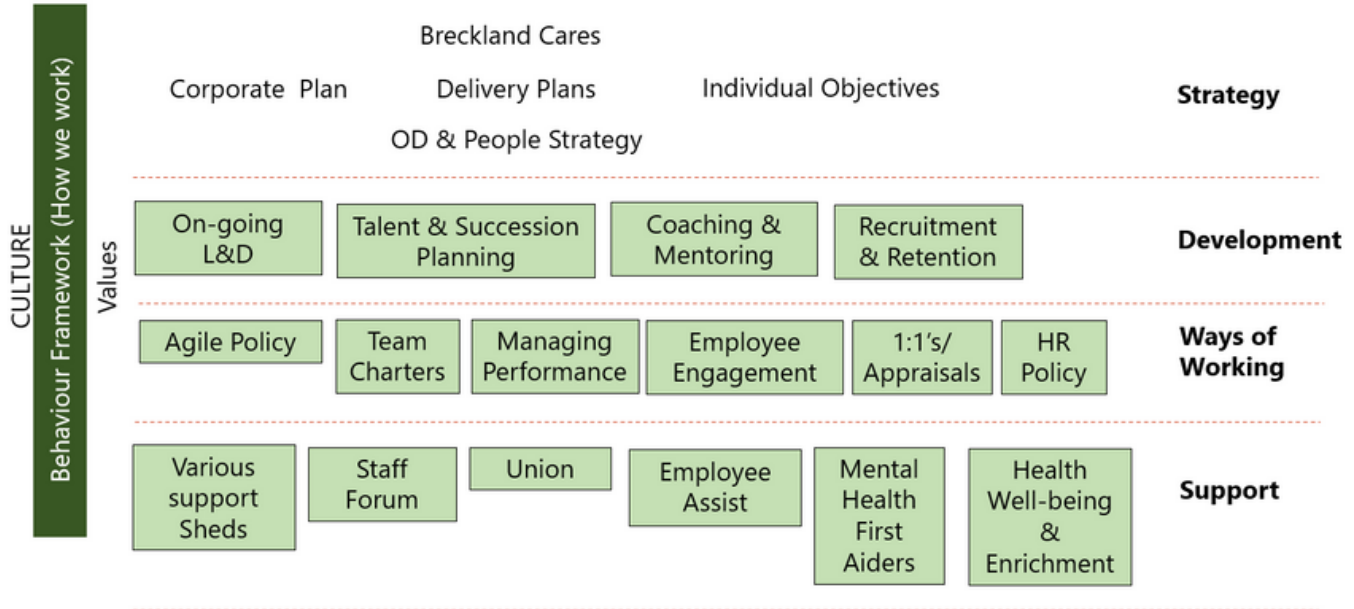 CULTURE
Behaviour Framework (How we work)
Values
Breckland Cares
Corporate Plan
Delivery Plans
Individual Objectives
OD & People Strategy
Strategy
On-going
L&D
Talent & Succession
Planning
Coaching &
Mentoring
Recruitment
& Retention
Development
Agile Policy
Team
Charters
Managing
Performance
Employee
Engagement
1:1's/
Appraisals
HR
Policy
Ways of
Working
Various
support
Sheds
Staff
Forum
Union
Employee
Assist
Mental
Health
First
Aiders
Health
Well-being
&
Enrichment
Support